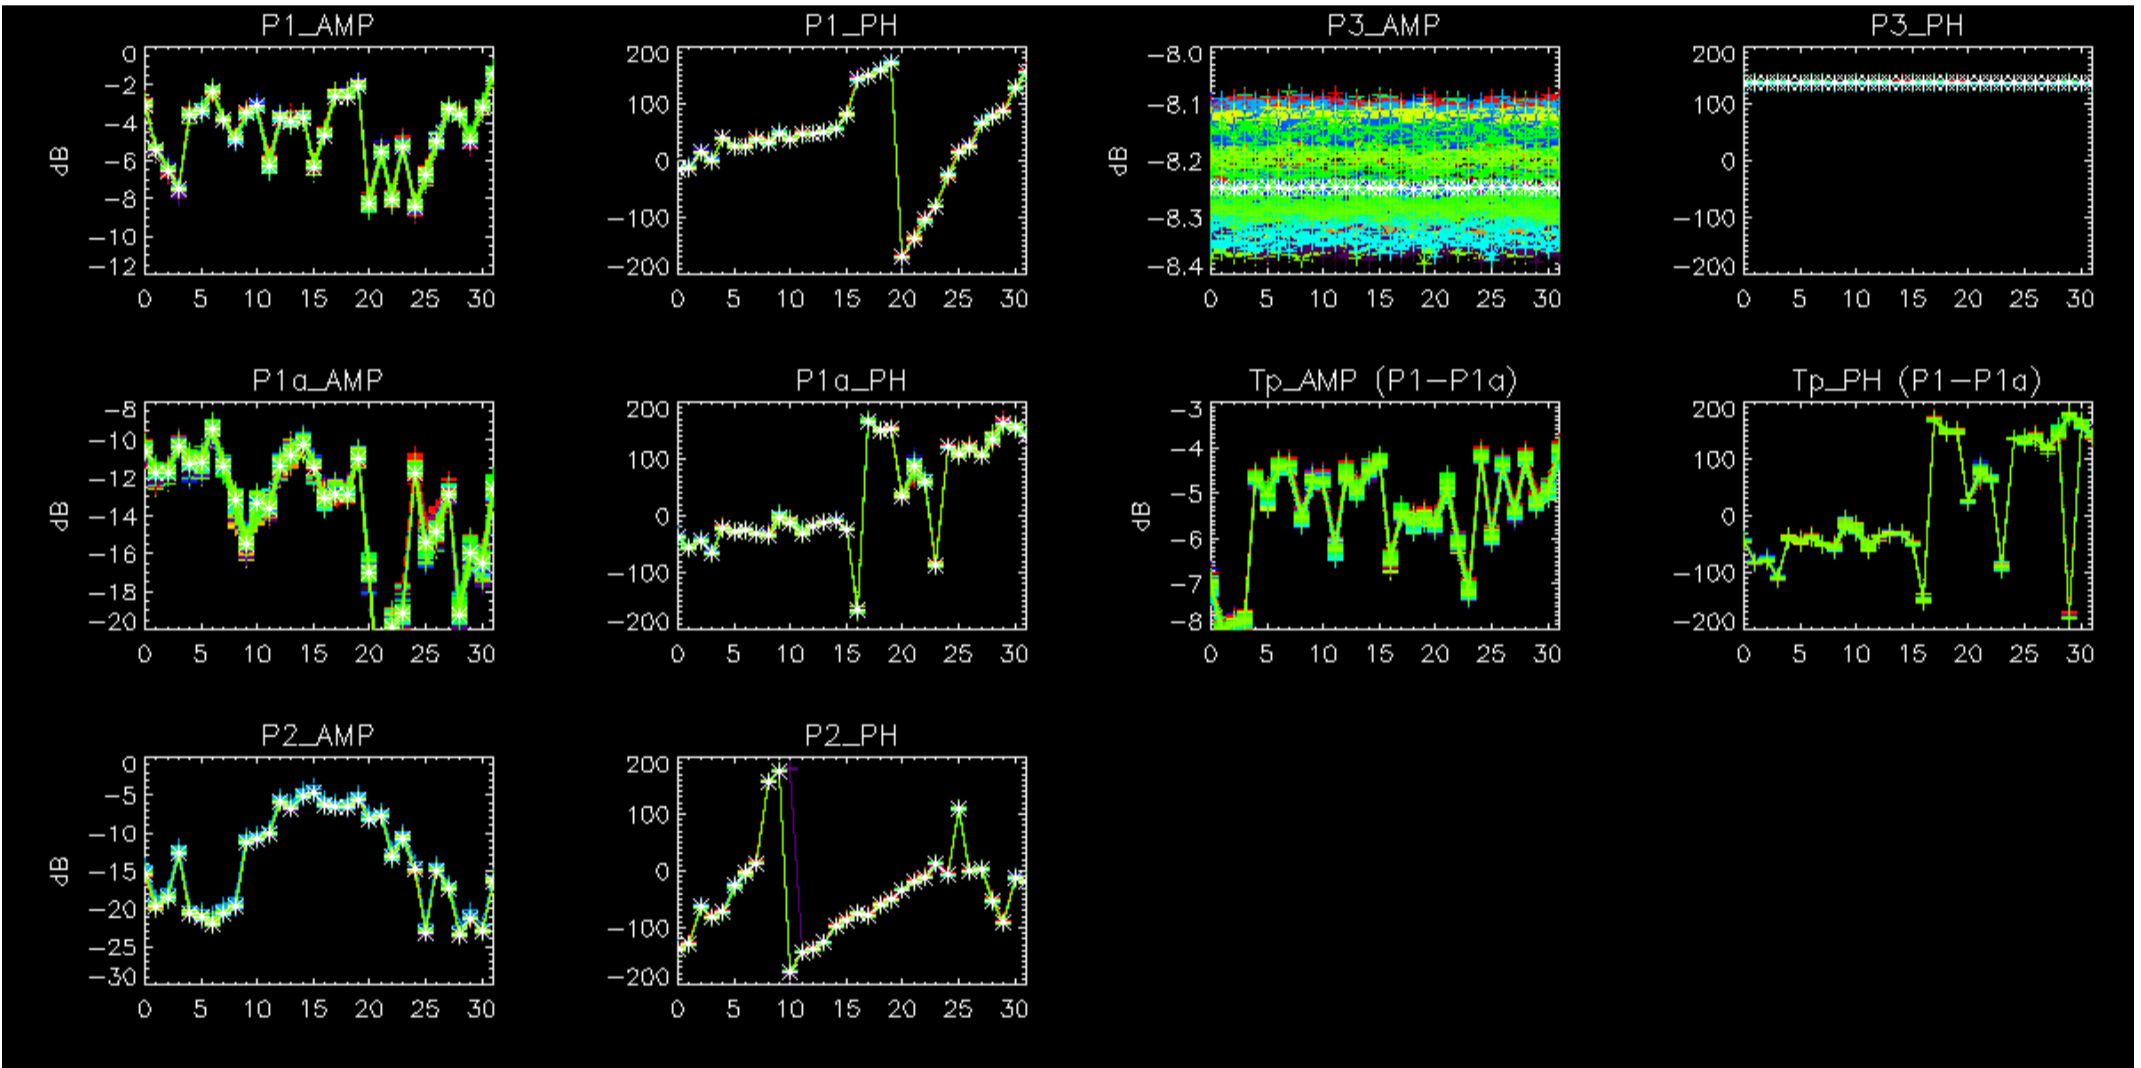 P1_AMP
P1_PH
P3_AMP
P3_PH
dB
0
-2
-4
-6
-8
-10
-12
0 5 10 15 20 25 30
200
100
0
-100
-200
0 5 10 15 20 25 30
dB
-8.0
-8.1
-8.2
-8.3
-8.4
0 5 10 15 20 25 30
200
100
0
-100
-200
0 5 10 15 20 25 30
P1a_AMP
P1a_PH
Tp_AMP (P1-P1a)
Tp_PH (P1-P1a)
dB
-8
-10
-12
-14
-16
-18
-20
0 5 10 15 20 25 30
200
100
0
-100
-200
0 5 10 15 20 25 30
dB
-3
-4
-5
-6
-7
-8
0 5 10 15 20 25 30
200
100
0
-100
-200
0 5 10 15 20 25 30
P2_AMP
P2_PH
dB
0
-5
-10
-15
-20
-25
-30
0 5 10 15 20 25 30
200
100
0
-100
-200
0 5 10 15 20 25 30